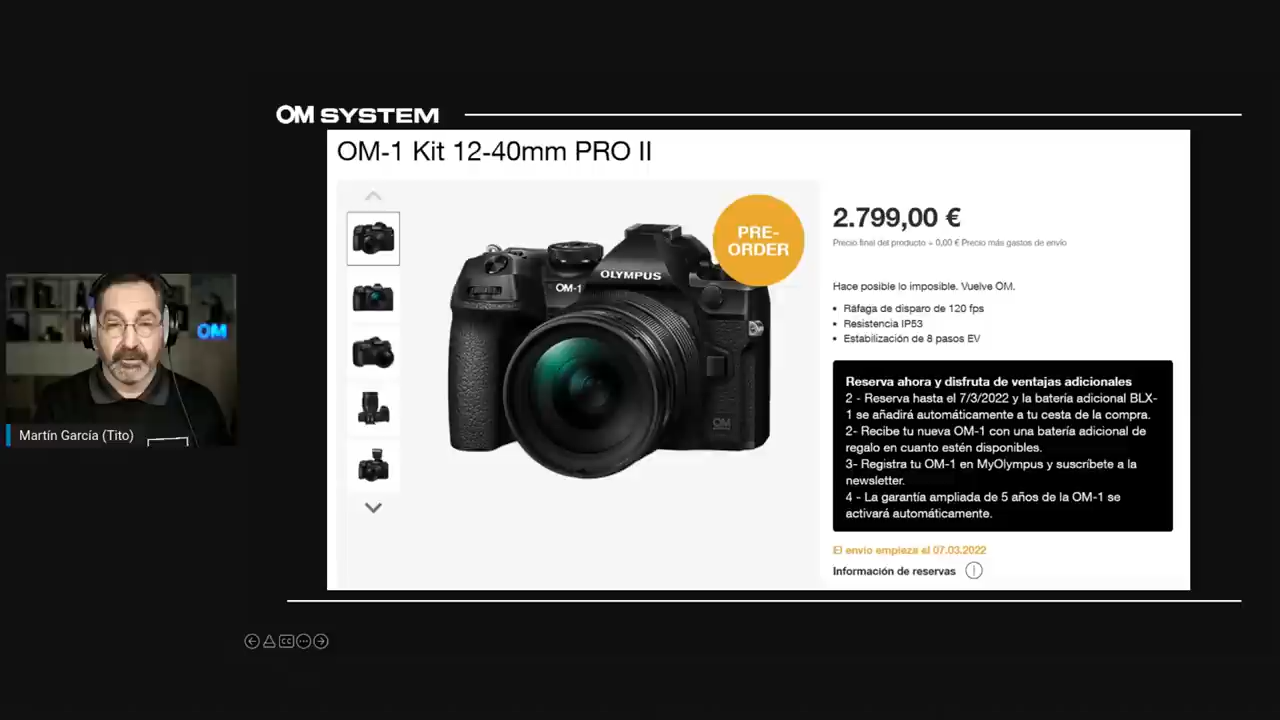 OM SYSTEM
OM-1 Kit 12-40mm PRO II
PRE-
ORDER
OLYMPUS
OM-1
OM
2.799,00 €
Precio final del producto + 0,00 € Precio más gastos de envío
Hace posible lo imposible. Vuelve OM.
• Ráfaga de disparo de 120 fps
• Resistencia IP53
• Estabilización de 8 pasos EV
Reserva ahora y disfruta de ventajas adicionales
2 - Reserva hasta el 7/3/2022 y la batería adicional BLX-
1 se añadirá automáticamente a tu cesta de la compra.
2- Recibe tu nueva OM-1 con una batería adicional de
regalo en cuanto estén disponibles.
3- Registra tu OM-1 en MyOlympus y suscríbete a la
newsletter.
4 - La garantía ampliada de 5 años de la OM-1 se
activará automáticamente.
El envío empieza el 07.03.2022
Información de reservas
OM
Martín García (Tito)
CC